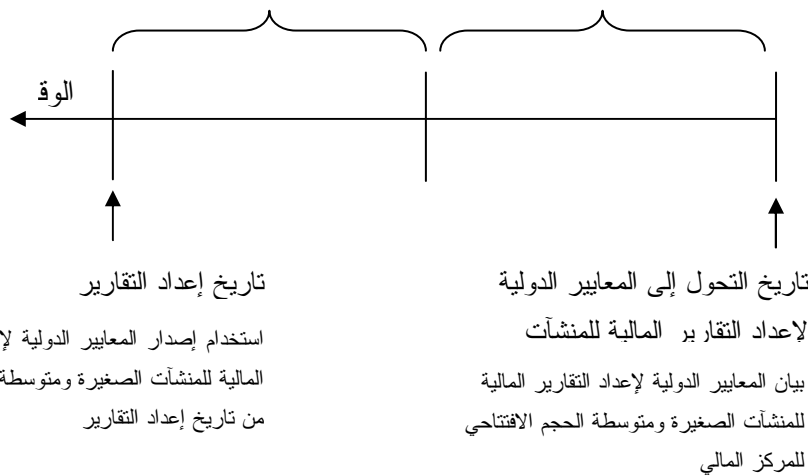 الوق
تاريخ التحول إلى المعايير الدولية
لإعداد التقارير المالية للمنشآت
بيان المعايير الدولية لإعداد التقارير المالية
للمنشآت الصغيرة ومتوسطة الحجم الافتتاحي
للمركز المالي
تاريخ إعداد التقارير
استخدام إصدار المعايير الدولية لإ
المالية للمنشآت الصغيرة ومتوسطة
من تاريخ إعداد التقارير